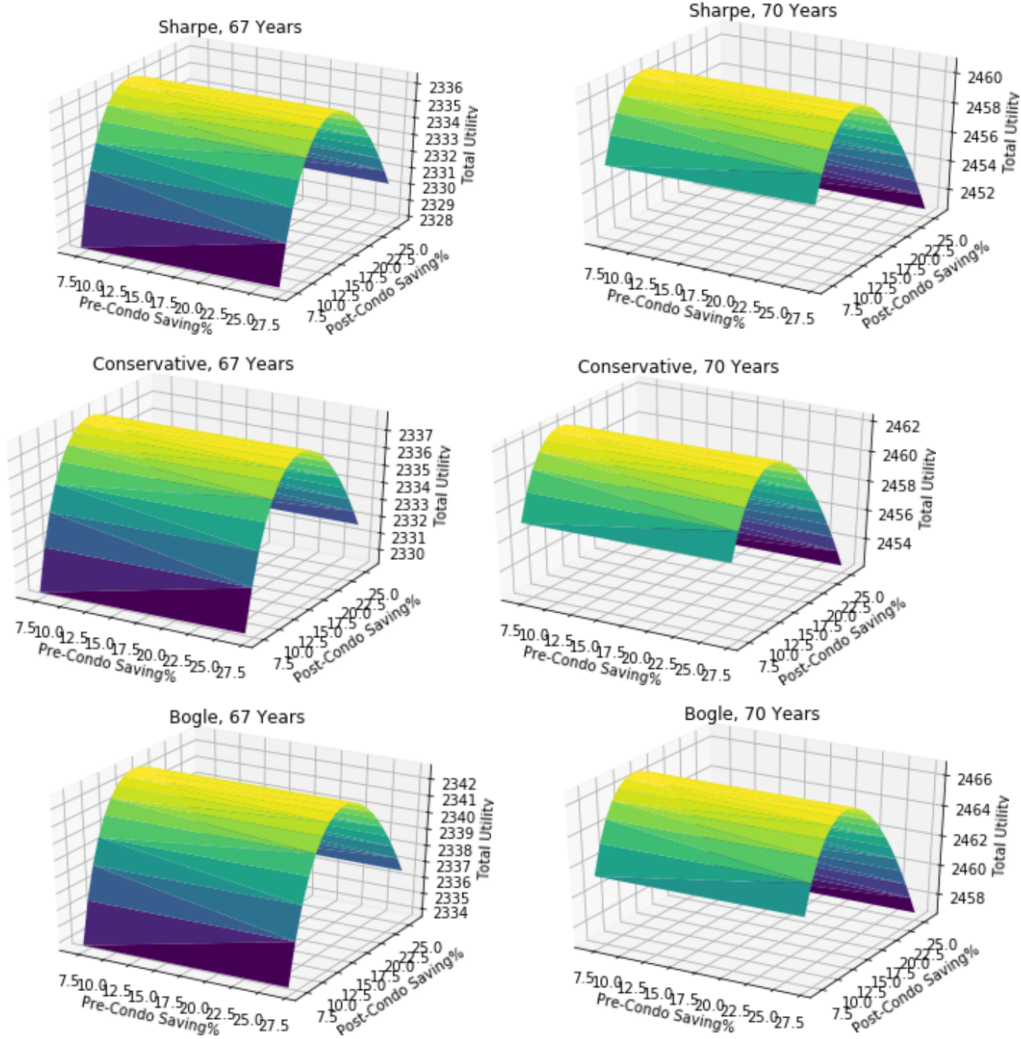 Sharpe, 67 Years
2336
2335
2334
2333
2332
2331
2330
2329
2328
Total Utility
7.5 10.0 12.5 15.0 17.5 20.0 22.5 25.0 27.5
Pre-Condo Saving%
7.5 10.0 12.5 15.0 17.5 20.0 22.5 25.0
Post-Condo Saving%
Sharpe, 70 Years
2460
2458
2456
2454
2452
Total Utility
7.5 10.0 12.5 15.0 17.5 20.0 22.5 25.0 27.5
Pre-Condo Saving%
7.5 10.0 12.5 15.0 17.5 20.0 22.5 25.0
Post-Condo Saving%
Conservative, 67 Years
2337
2336
2335
2334
2333
2332
2331
2330
Total Utility
7.5 10.0 12.5 15.0 17.5 20.0 22.5 25.0 27.5
Pre-Condo Saving%
7.5 10.0 12.5 15.0 17.5 20.0 22.5 25.0
Post-Condo Saving%
Conservative, 70 Years
2462
2460
2458
2456
2454
Total Utility
7.5 10.0 12.5 15.0 17.5 20.0 22.5 25.0 27.5
Pre-Condo Saving%
7.5 10.0 12.5 15.0 17.5 20.0 22.5 25.0
Post-Condo Saving%
Bogle, 67 Years
2342
2341
2340
2339
2338
2337
2336
2335
2334
Total Utility
7.5 10.0 12.5 15.0 17.5 20.0 22.5 25.0 27.5
Pre-Condo Saving%
7.5 10.0 12.5 15.0 17.5 20.0 22.5 25.0
Post-Condo Saving%
Bogle, 70 Years
2466
2464
2462
2460
2458
Total Utility
7.5 10.0 12.5 15.0 17.5 20.0 22.5 25.0 27.5
Pre-Condo Saving%
7.5 10.0 12.5 15.0 17.5 20.0 22.5 25.0
Post-Condo Saving%